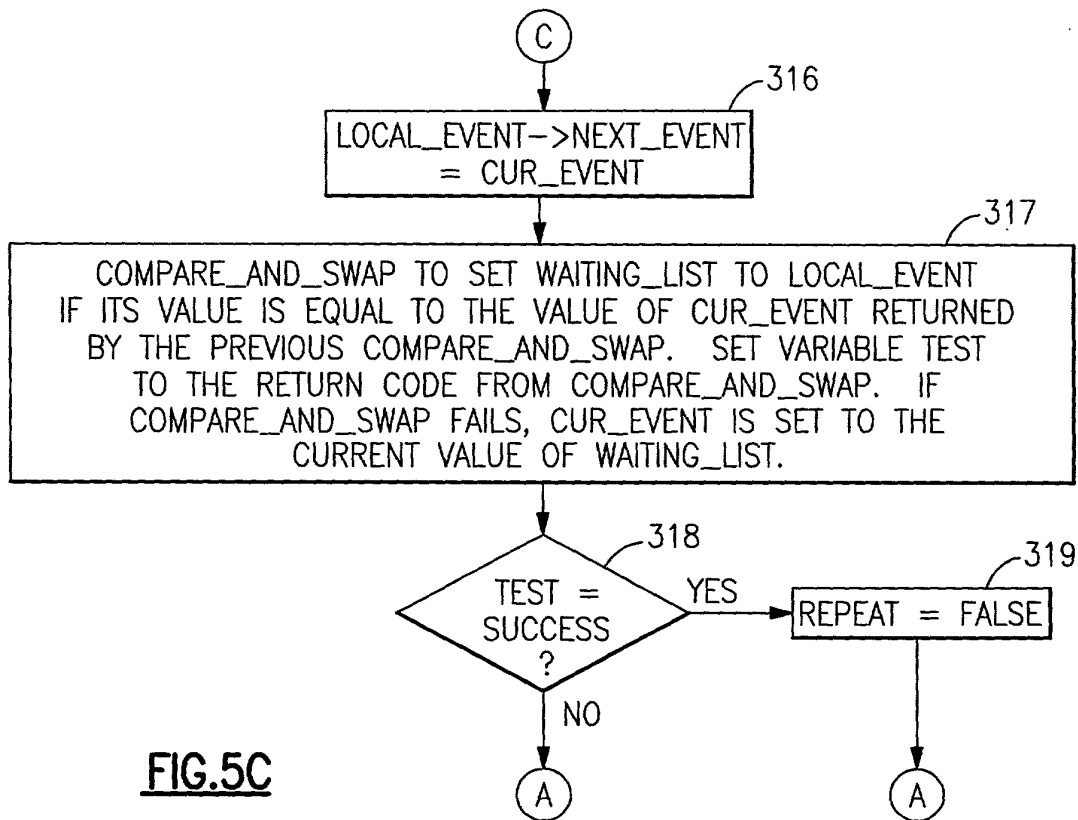 C
316
LOCAL_EVENT->NEXT_EVENT
= CUR_EVENT
317
COMPARE_AND_SWAP TO SET WAITING_LIST TO LOCAL_EVENT
IF ITS VALUE IS EQUAL TO THE VALUE OF CUR_EVENT RETURNED
BY THE PREVIOUS COMPARE_AND_SWAP. SET VARIABLE TEST
TO THE RETURN CODE FROM COMPARE_AND_SWAP. IF
COMPARE_AND_SWAP FAILS, CUR_EVENT IS SET TO THE
CURRENT VALUE OF WAITING_LIST.
318
TEST =
SUCCESS
?
YES
319
REPEAT = FALSE
NO
A
A
FIG.5C